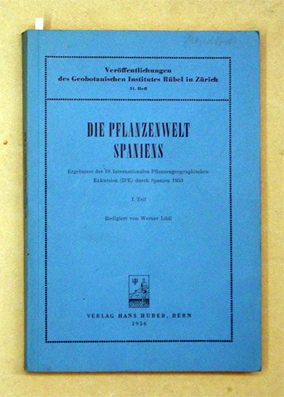 Veröffentlichungen
des Geobotanischen Institutes Rübel in Zürich
31. Heft
DIE PFLANZENWELT
SPANIENS
Ergebnisse der 10. Internationalen Pflanzengeographischen
Exkursion (IPE) durch Spanien 1953
I. Teil
Redigiert von Werner Lüdi
VERLAG HANS HUBER, BERN
1956